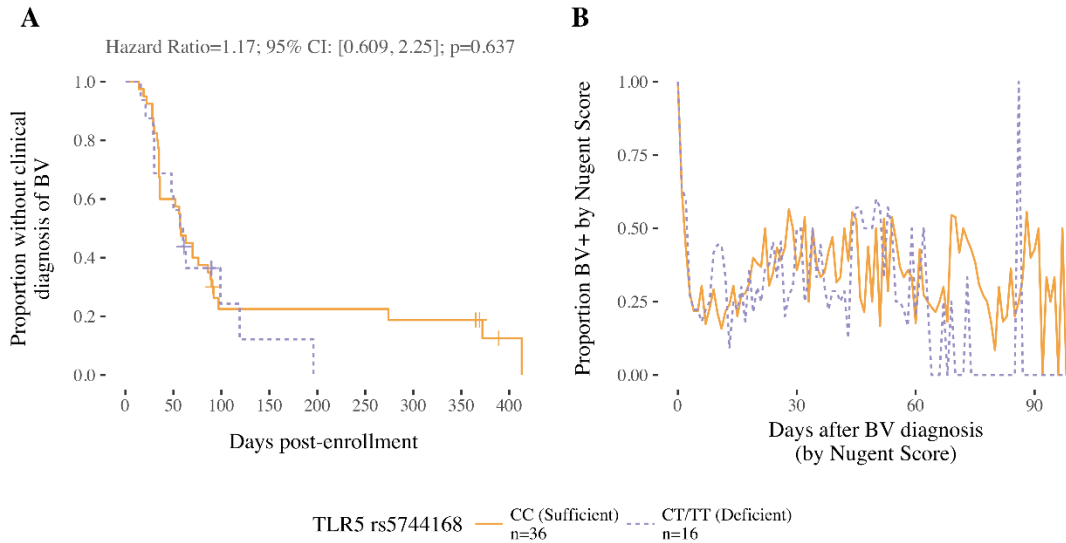 A
Hazard Ratio=1.17; 95% CI: [0.609, 2.25]; p=0.637
Proportion without clinical
diagnosis of BV
1.0
0.8
0.6
0.4
0.2
0.0
0
50
100
150
200
250
300
350
400
Days post-enrollment
B
Proportion BV+ by Nugent Score
1.00
0.75
0.50
0.25
0.00
0
30
60
90
Days after BV diagnosis
(by Nugent Score)
TLR5 rs5744168
CC (Sufficient)
n=36
CT/TT (Deficient)
n=16